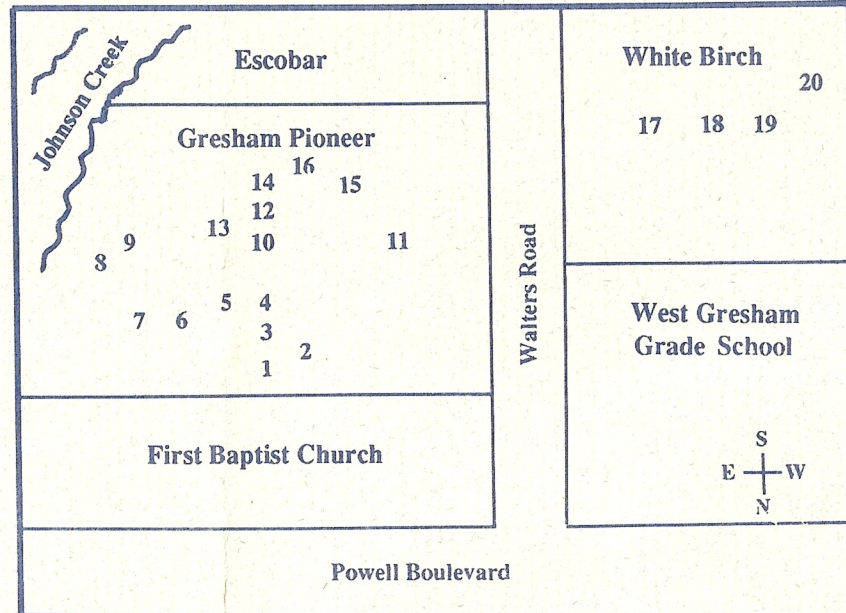 Johnson Creek
Escobar
White Birch
20
17 18 19
Gresham Pioneer
16
14 15
12
13
10 11
9
8
5 4
7 6
3
2
1
Walters Road
West Gresham
Grade School
First Baptist Church
S
E W
N
Powell Boulevard